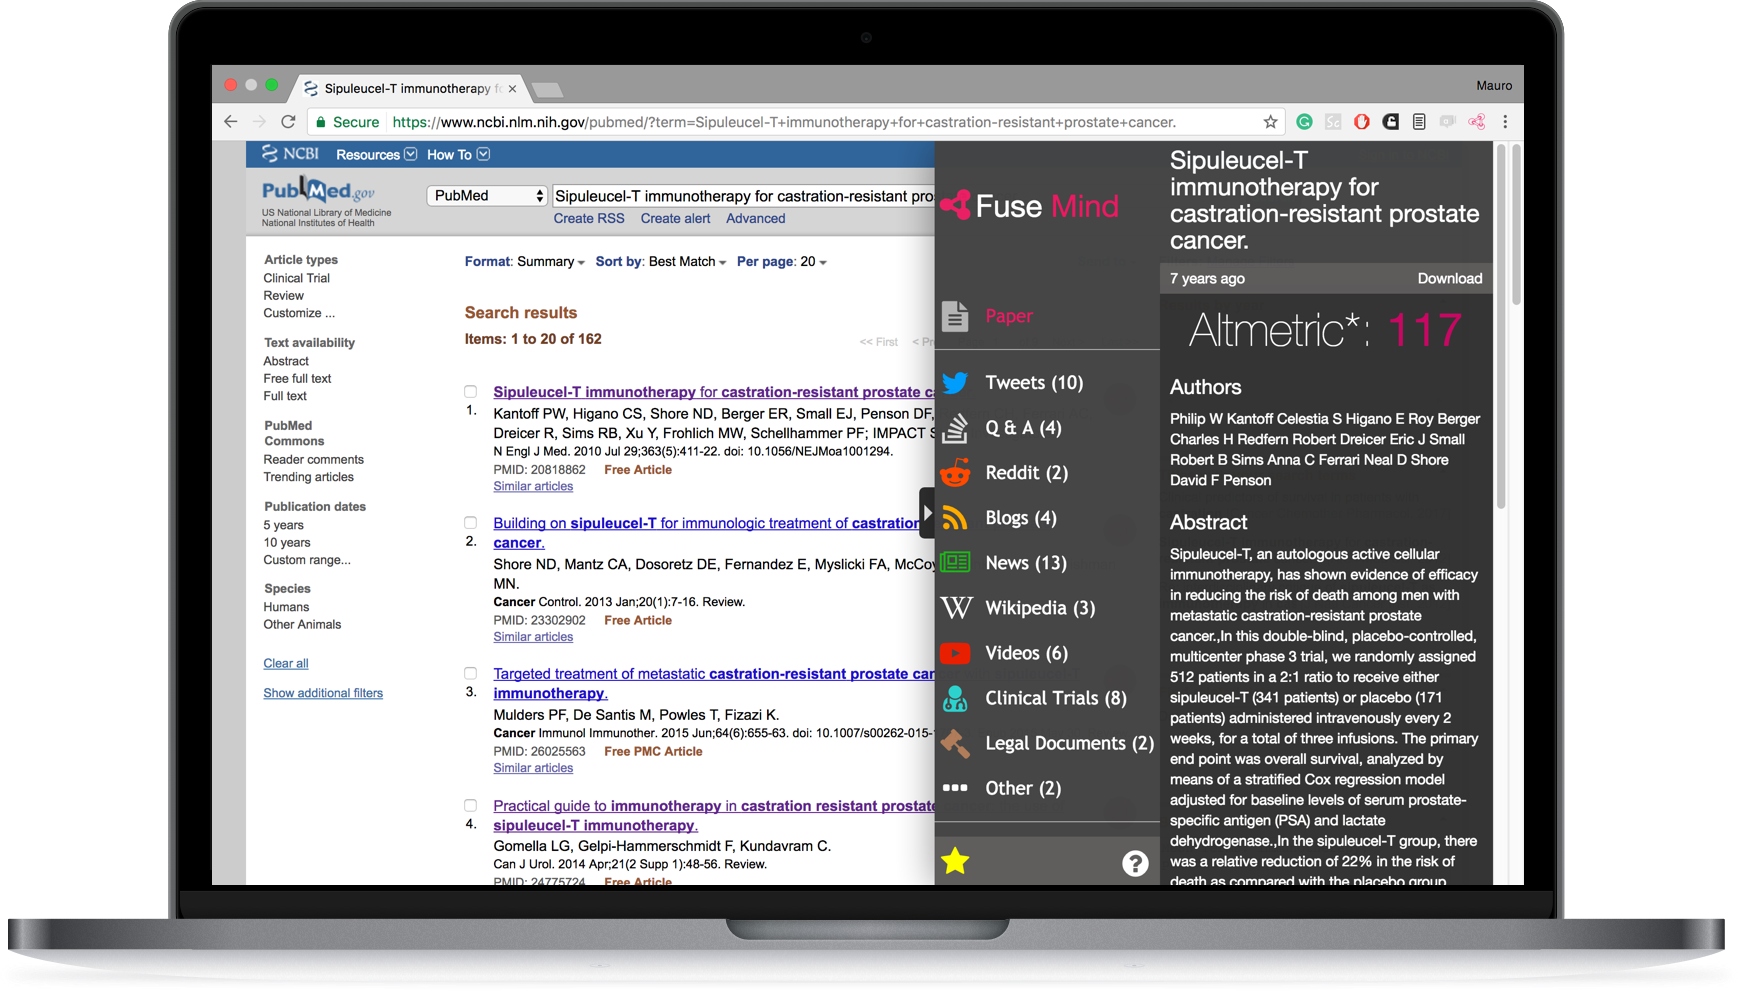 Sipuleucel-T immunotherapy fo
Mauro
Secure https://www.ncbi.nlm.nih.gov/pubmed/?term=Sipuleucel-T+immunotherapy+for+castration-resistant+prostate+cancer.
NCBI Resources How To
PubMed.gov
US National Library of Medicine
National Institutes of Health
PubMed
Sipuleucel-T immunotherapy for castration-resistant pro
Create RSS Create alert Advanced
Article types
Clinical Trial
Review
Customize ...
Text availability
Abstract
Free full text
Full text
PubMed
Commons
Reader comments
Trending articles
Publication dates
5 years
10 years
Custom range...
Species
Humans
Other Animals
Clear all
Show additional filters
Format: Summary Sort by: Best Match Per page: 20
Search results
Items: 1 to 20 of 162
<< First < Pr
Sipuleucel-T immunotherapy for castration-resistant prostate ca
1.
Kantoff PW, Higano CS, Shore ND, Berger ER, Small EJ, Penson DF,
Dreicer R, Sims RB, Xu Y, Frohlich MW, Schellhammer PF; IMPACT S
N Engl J Med. 2010 Jul 29;363(5):411-22. doi: 10.1056/NEJMoa1001294.
PMID: 20818862 Free Article
Similar articles
Building on sipuleucel-T for immunologic treatment of castration
2.
cancer.
Shore ND, Mantz CA, Dosoretz DE, Fernandez E, Myslicki FA, McCoy
MN.
Cancer Control. 2013 Jan;20(1):7-16. Review.
PMID: 23302902 Free Article
Similar articles
Targeted treatment of metastatic castration-resistant prostate can
3.
immunotherapy.
Mulders PF, De Santis M, Powles T, Fizazi K.
Cancer Immunol Immunother. 2015 Jun;64(6):655-63. doi: 10.1007/s00262-015-
PMID: 26025563 Free PMC Article
Similar articles
Practical guide to immunotherapy in castration resistant prostate
4.
sipuleucel-T immunotherapy.
Gomella LG, Gelpi-Hammerschmidt F, Kundavram C.
Can J Urol. 2014 Apr;21(2 Supp 1):48-56. Review.
PMID: 24775724 Free Article
Fuse Mind
Paper
Tweets (10)
Q & A (4)
Reddit (2)
Blogs (4)
News (13)
Wikipedia (3)
Videos (6)
Clinical Trials (8)
Legal Documents (2)
Other (2)
Sipuleucel-T
immunotherapy for
castration-resistant prostate
cancer.
7 years ago Download
Altmetric*: 117
Authors
Philip W Kantoff Celestia S Higano E Roy Berger
Charles H Redfern Robert Dreicer Eric J Small
Robert B Sims Anna C Ferrari Neal D Shore
David F Penson
Abstract
Sipuleucel-T, an autologous active cellular
immunotherapy, has shown evidence of efficacy
in reducing the risk of death among men with
metastatic castration-resistant prostate
cancer.,In this double-blind, placebo-controlled,
multicenter phase 3 trial, we randomly assigned
512 patients in a 2:1 ratio to receive either
sipuleucel-T (341 patients) or placebo (171
patients) administered intravenously every 2
weeks, for a total of three infusions. The primary
end point was overall survival, analyzed by
means of a stratified Cox regression model
adjusted for baseline levels of serum prostate-
specific antigen (PSA) and lactate
dehydrogenase.,In the sipuleucel-T group, there
was a relative reduction of 22% in the risk of
death as compared with the placebo group